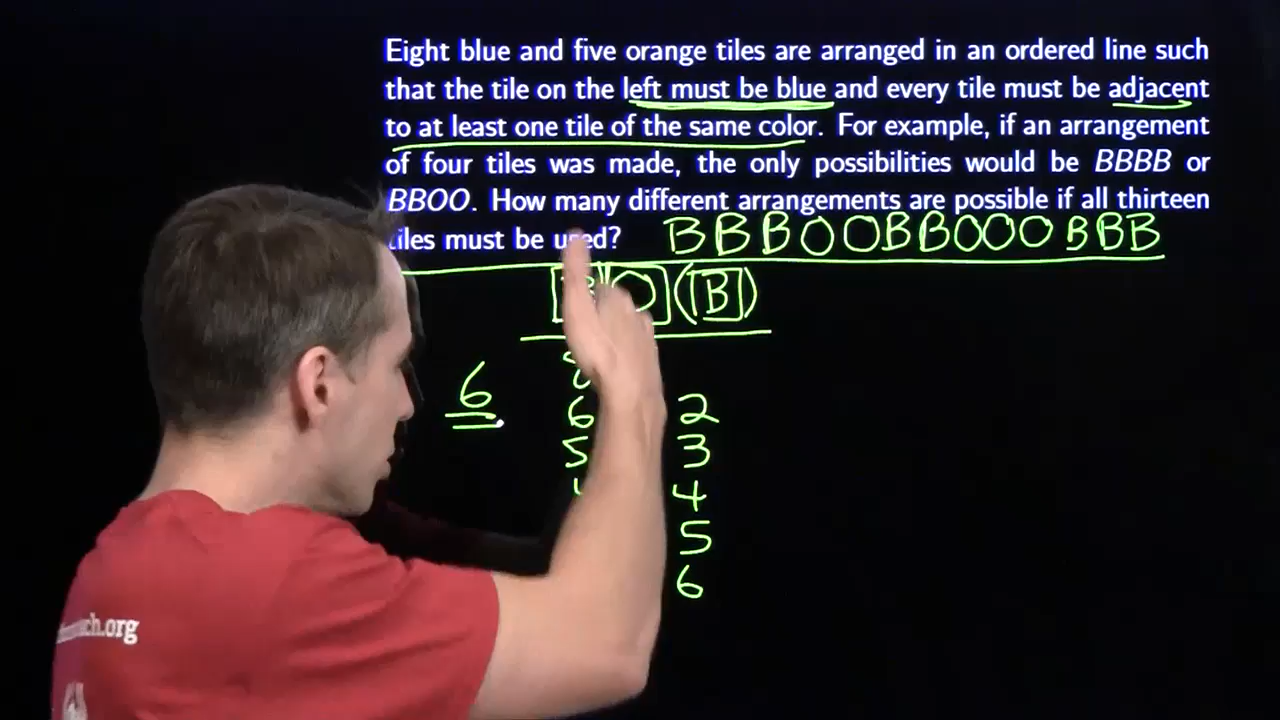 Eight blue and five orange tiles are arranged in an ordered line such
that the tile on the left must be blue and every tile must be adjacent
to at least one tile of the same color. For example, if an arrangement
of four tiles was made, the only possibilities would be BBBB or
BBOO. How many different arrangements are possible if all thirteen
tiles must be used? BBBOOBBOOOBBB
O (B)
6
6 2
5 3
4
5
6